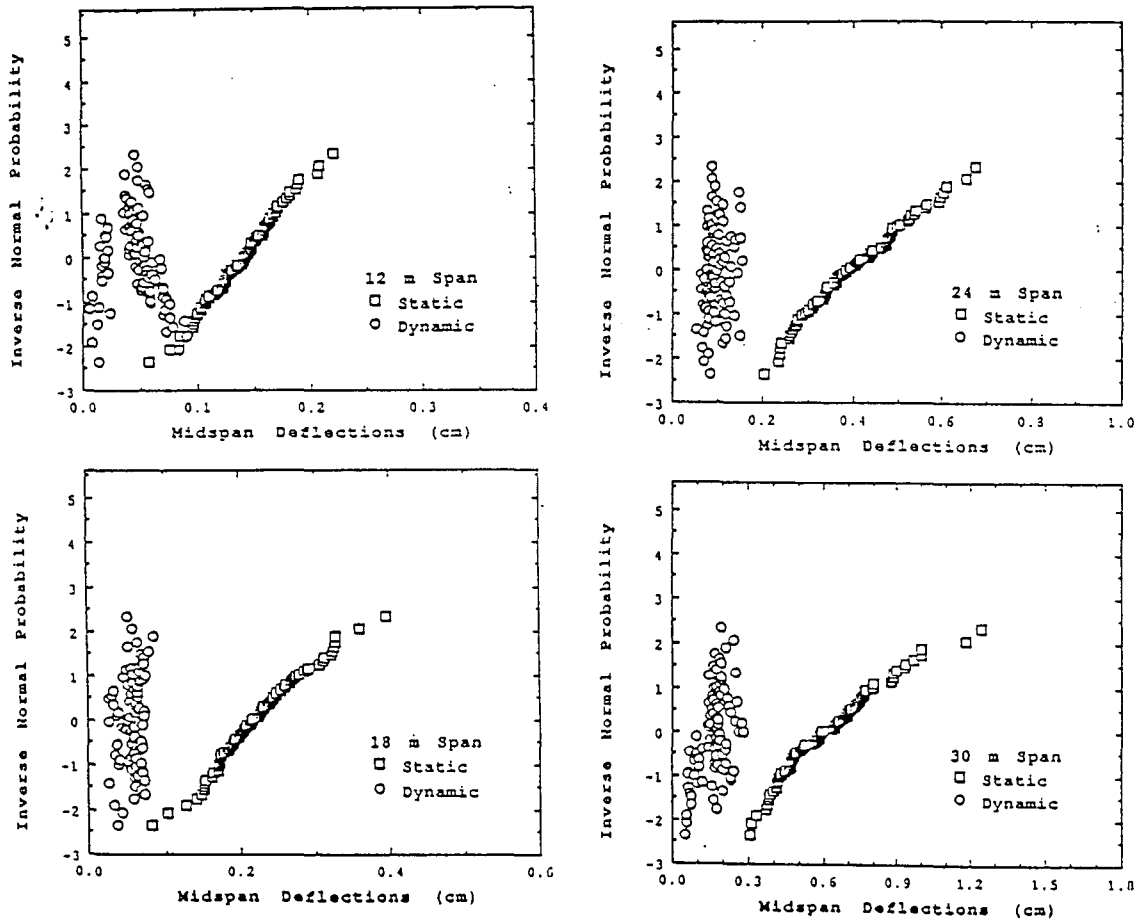 Inverse Normal Probability
5
4
3
2
1
0
-1
-2
-3
12 m Span
Static
Dynamic
0.0 0.1 0.2 0.3 0.4
Midspan Deflections (cm)
Inverse Normal Probability
5
4
3
2
1
0
-1
-2
-3
24 m Span
Static
Dynamic
0.0 0.2 0.4 0.6 0.8 1.0
Midspan Deflections (cm)
Inverse Normal Probability
5
4
3
2
1
0
-1
-2
-3
18 m Span
Static
Dynamic
0.0 0.2 0.4 0.6
Midspan Deflections (cm)
Inverse Normal Probability
5
4
3
2
1
0
-1
-2
-3
30 m Span
Static
Dynamic
0.0 0.3 0.6 0.9 1.2 1.5 1.8
Midspan Deflections (cm)